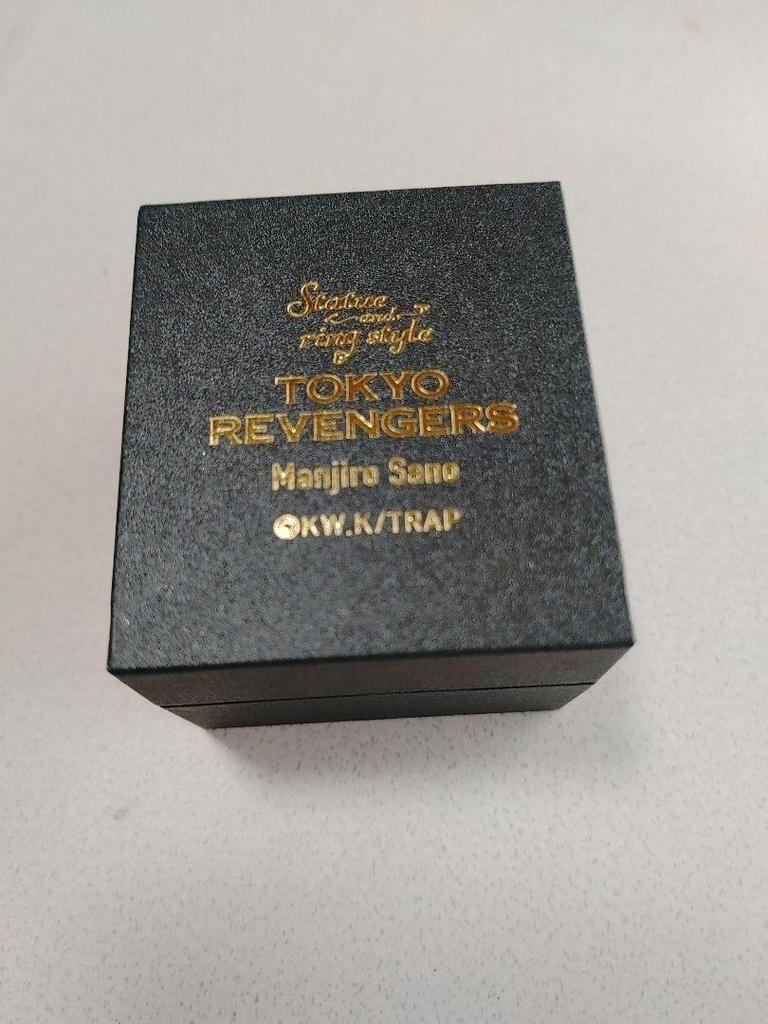 Statue
and
ring style
TOKYO
REVENGERS
Manjiro Sano
©KW.K/TRAP